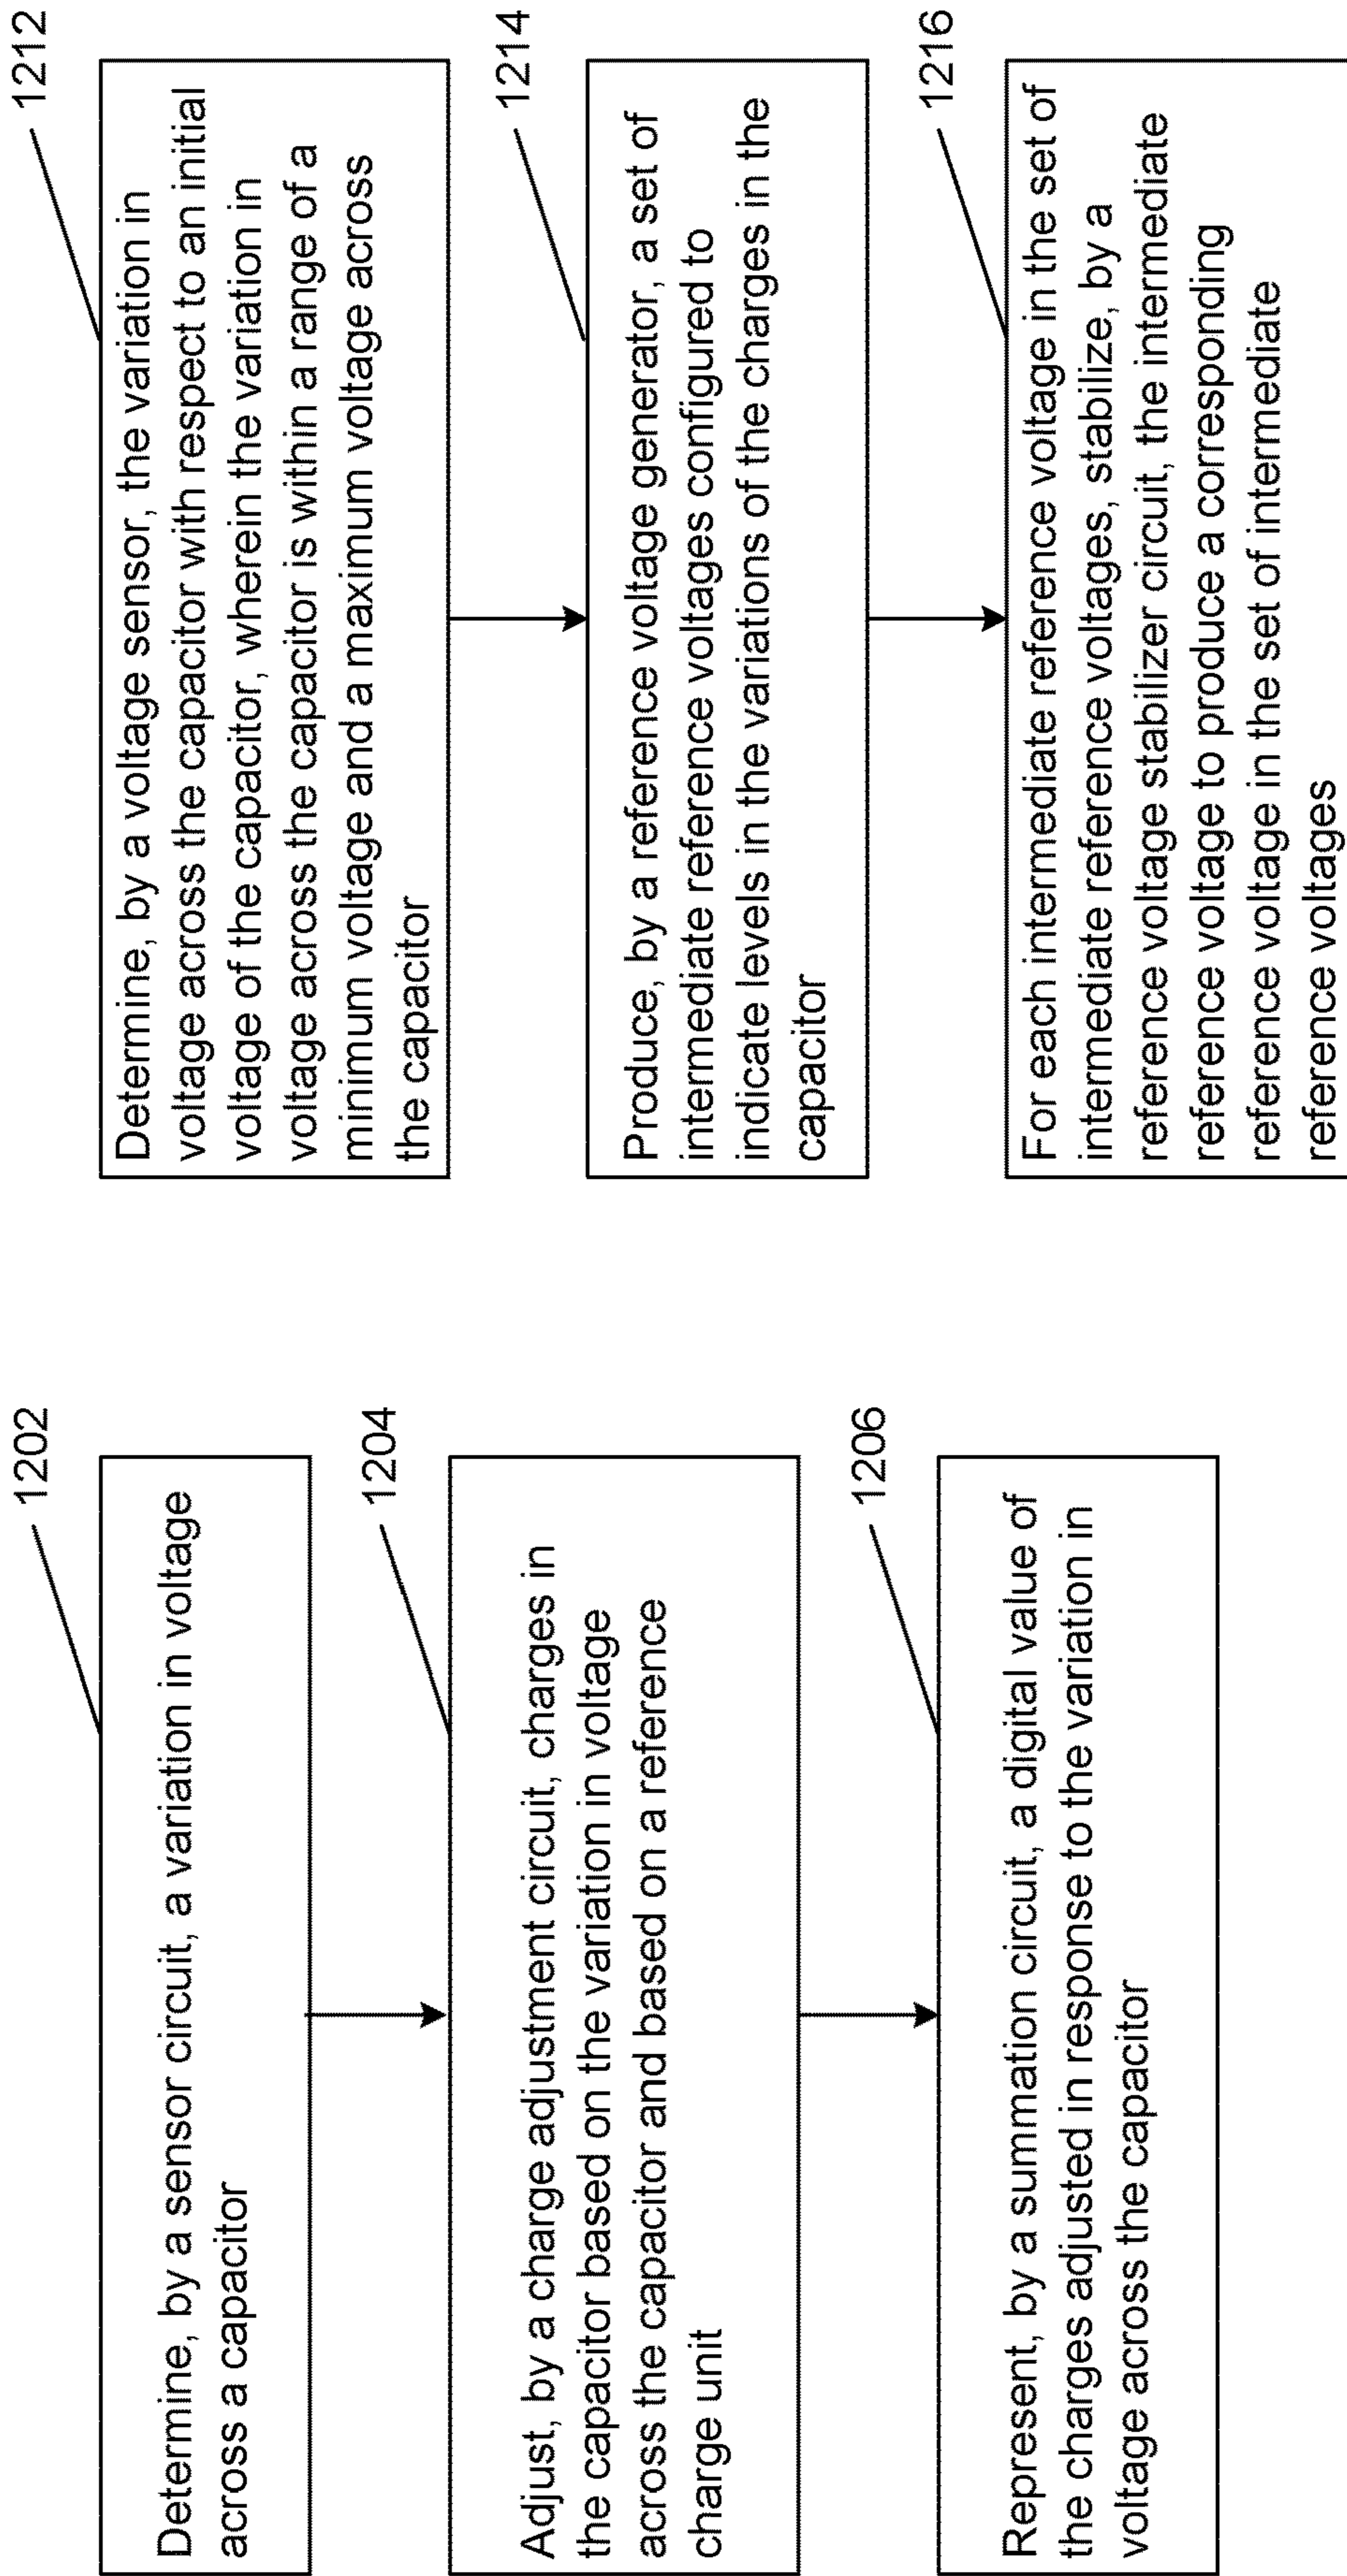 1202
Determine, by a sensor circuit, a variation in voltage
across a capacitor
1204
Adjust, by a charge adjustment circuit, charges in
the capacitor based on the variation in voltage
across the capacitor and based on a reference
charge unit
1206
Represent, by a summation circuit, a digital value of
the charges adjusted in response to the variation in
voltage across the capacitor
1212
Determine, by a voltage sensor, the variation in
voltage across the capacitor with respect to an initial
voltage of the capacitor, wherein the variation in
voltage across the capacitor is within a range of a
minimum voltage and a maximum voltage across
the capacitor
1214
Produce, by a reference voltage generator, a set of
intermediate reference voltages configured to
indicate levels in the variations of the charges in the
capacitor
1216
For each intermediate reference voltage in the set of
intermediate reference voltages, stabilize, by a
reference voltage stabilizer circuit, the intermediate
reference voltage to produce a corresponding
reference voltage in the set of intermediate
reference voltages